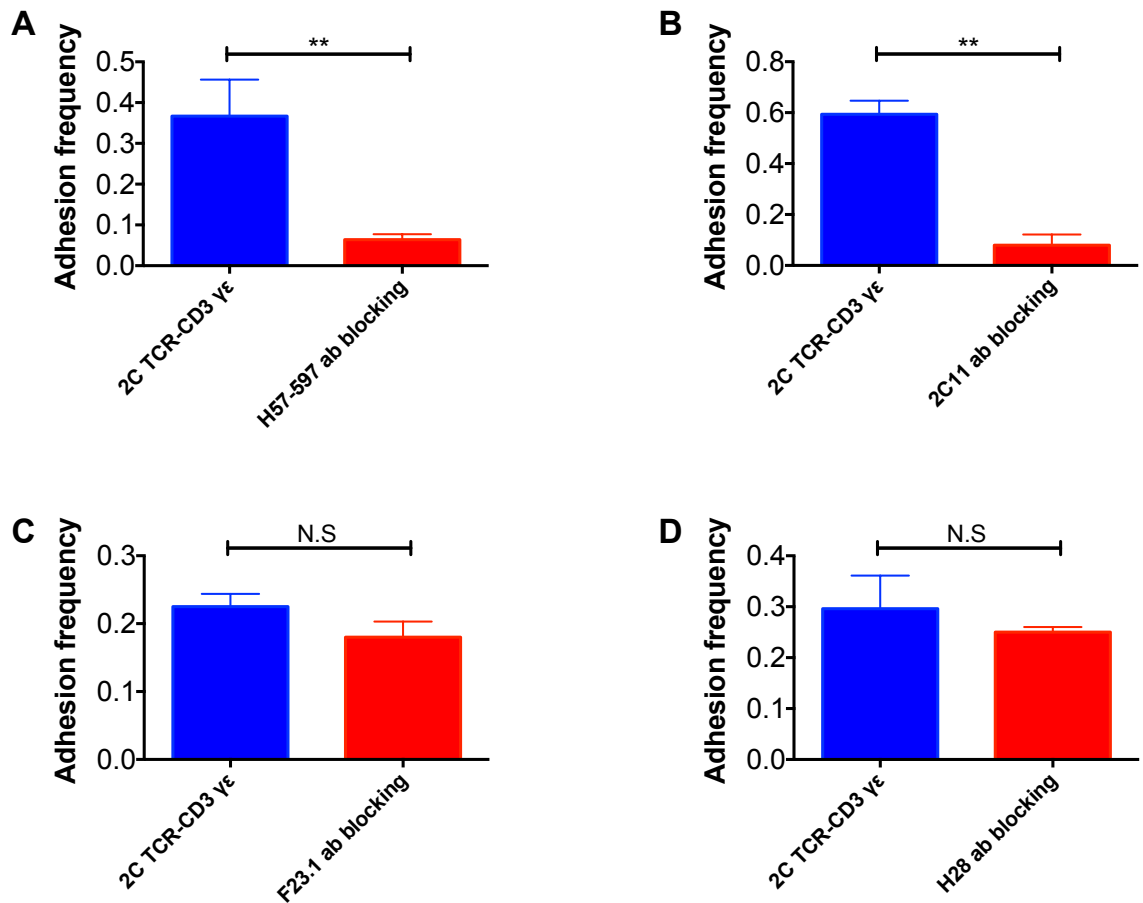 A
**
Adhesion frequency
0.5
0.4
0.3
0.2
0.1
0.0
2C TCR-CD3 γε
H57-597 ab blocking
B
**
Adhesion frequency
0.8
0.6
0.4
0.2
0.0
2C TCR-CD3 γε
2C11 ab blocking
C
N.S
Adhesion frequency
0.3
0.2
0.1
0.0
2C TCR-CD3 γε
F23.1 ab blocking
D
N.S
Adhesion frequency
0.4
0.3
0.2
0.1
0.0
2C TCR-CD3 γε
H28 ab blocking